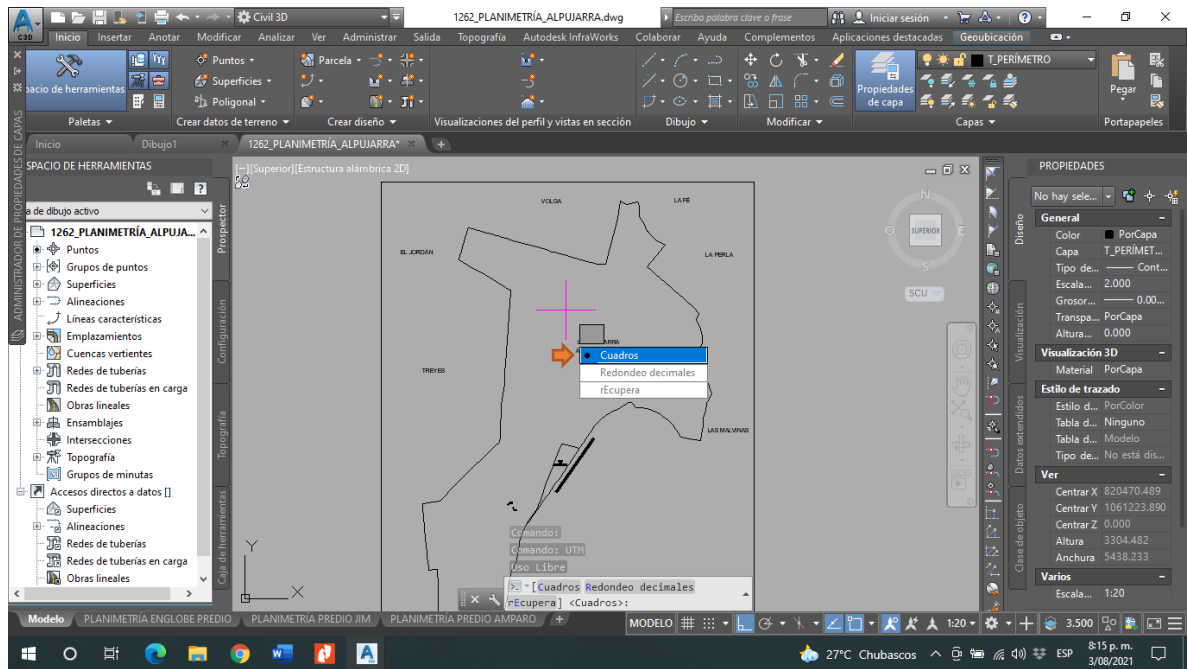 C3D
Civil 3D
1262_PLANIMETRÍA_ALPUJARRA.dwg
Escriba palabra clave o frase
Iniciar sesión
Inicio Insertar Anotar Modificar Analizar Ver Administrar Salida Topografía Autodesk InfraWorks Colaborar Ayuda Complementos Aplicaciones destacadas Geoubicación
Puntos
Parcela
T_PERÍMETRO
pacio de herramientas
Superficies
Propiedades de capa
Pegar
Poligonal
Paletas Crear datos de terreno Crear diseño Visualizaciones del perfil y vistas en sección Dibujo Modificar Capas Portapapeles
Inicio Dibujo1 1262_PLANIMETRÍA_ALPUJARRA*
ADMINISTRADOR DE PROPIEDADES DE CAPAS
SPACIO DE HERRAMIENTAS
a de dibujo activo
1262_PLANIMETRÍA_ALPUJA...
Puntos
Grupos de puntos
Superficies
Alineaciones
Líneas características
Emplazamientos
Cuencas vertientes
Redes de tuberías
Redes de tuberías en carga
Obras lineales
Ensamblajes
Intersecciones
Topografía
Grupos de minutas
Accesos directos a datos []
Superficies
Alineaciones
Redes de tuberías
Redes de tuberías en carga
Obras lineales
Prospector
Configuración
Topografía
Caja de herramientas
[−][Superior][Estructura alámbrica 2D]
VOLGA
LA FÉ
EL JORDÁN
LA PERLA
TREYES
LAS MALVINAS
N
O SUPERIOR E
S
SCU
Cuadros
Redondeo decimales
rEcupera
Y
X
Comando:
Comando: UTM
Uso Libre
[Cuadros Redondeo decimales
rEcupera] <Cuadros>:
PROPIEDADES
No hay sele...
General
Color PorCapa
Capa T_PERÍMET...
Tipo de... Cont...
Escala... 2.000
Grosor... 0.00...
Transpa... PorCapa
Altura... 0.000
Visualización 3D
Material PorCapa
Estilo de trazado
Estilo d... PorColor
Tabla d... Ninguno
Tabla d... Modelo
Tipo de... No está dis...
Ver
Centrar X 820470.489
Centrar Y 1061223.890
Centrar Z 0.000
Altura 3304.482
Anchura 5438.233
Varios
Escala... 1:20
Diseño
Visualización
Datos extendidos
Clase de objeto
Modelo PLANIMETRÍA ENGLOBE PREDIO PLANIMETRÍA PREDIO JIM PLANIMETRÍA PREDIO AMPARO
MODELO 1:20 3.500
27°C Chubascos ESP 8:15 p. m.
3/08/2021